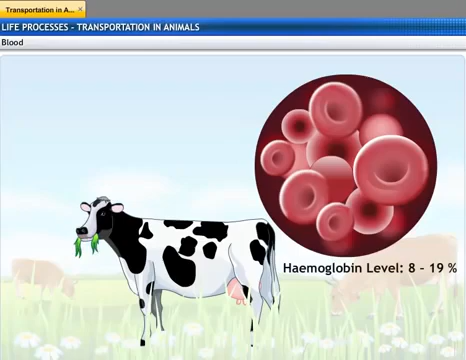 Transportation in A...
LIFE PROCESSES - TRANSPORTATION IN ANIMALS
Blood
Haemoglobin Level: 8 - 19 %